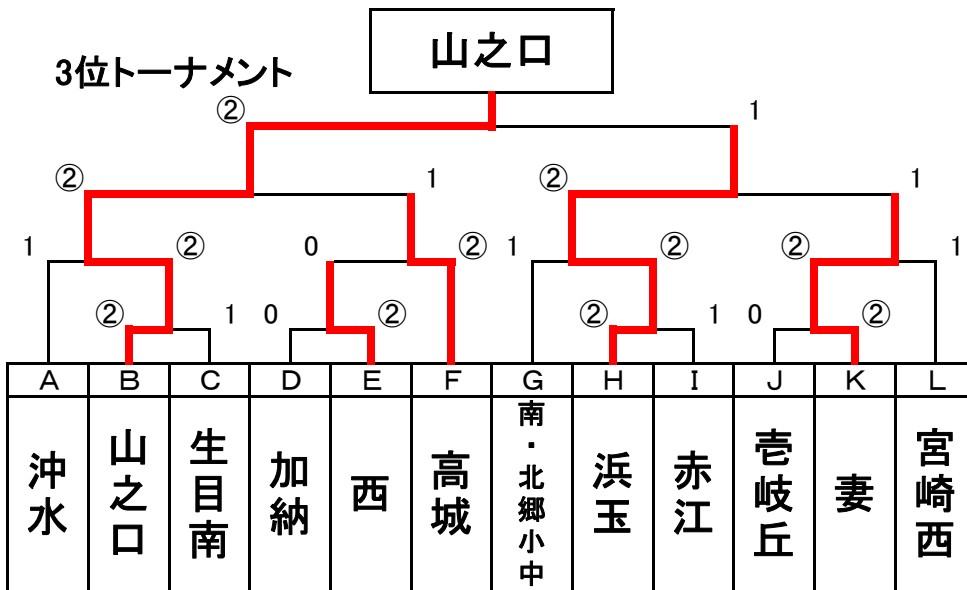 山之口
3位トーナメント
② 1
② 1 ② 1
1 ② 0 ② 1 ② ② 1
② 1 0 ② ② 1 0 ②
A B C D E F G H I J K L
沖水
山之口
生目南
加納
西
高城
南・北郷小中
浜玉
赤江
壱岐丘
妻
宮崎西